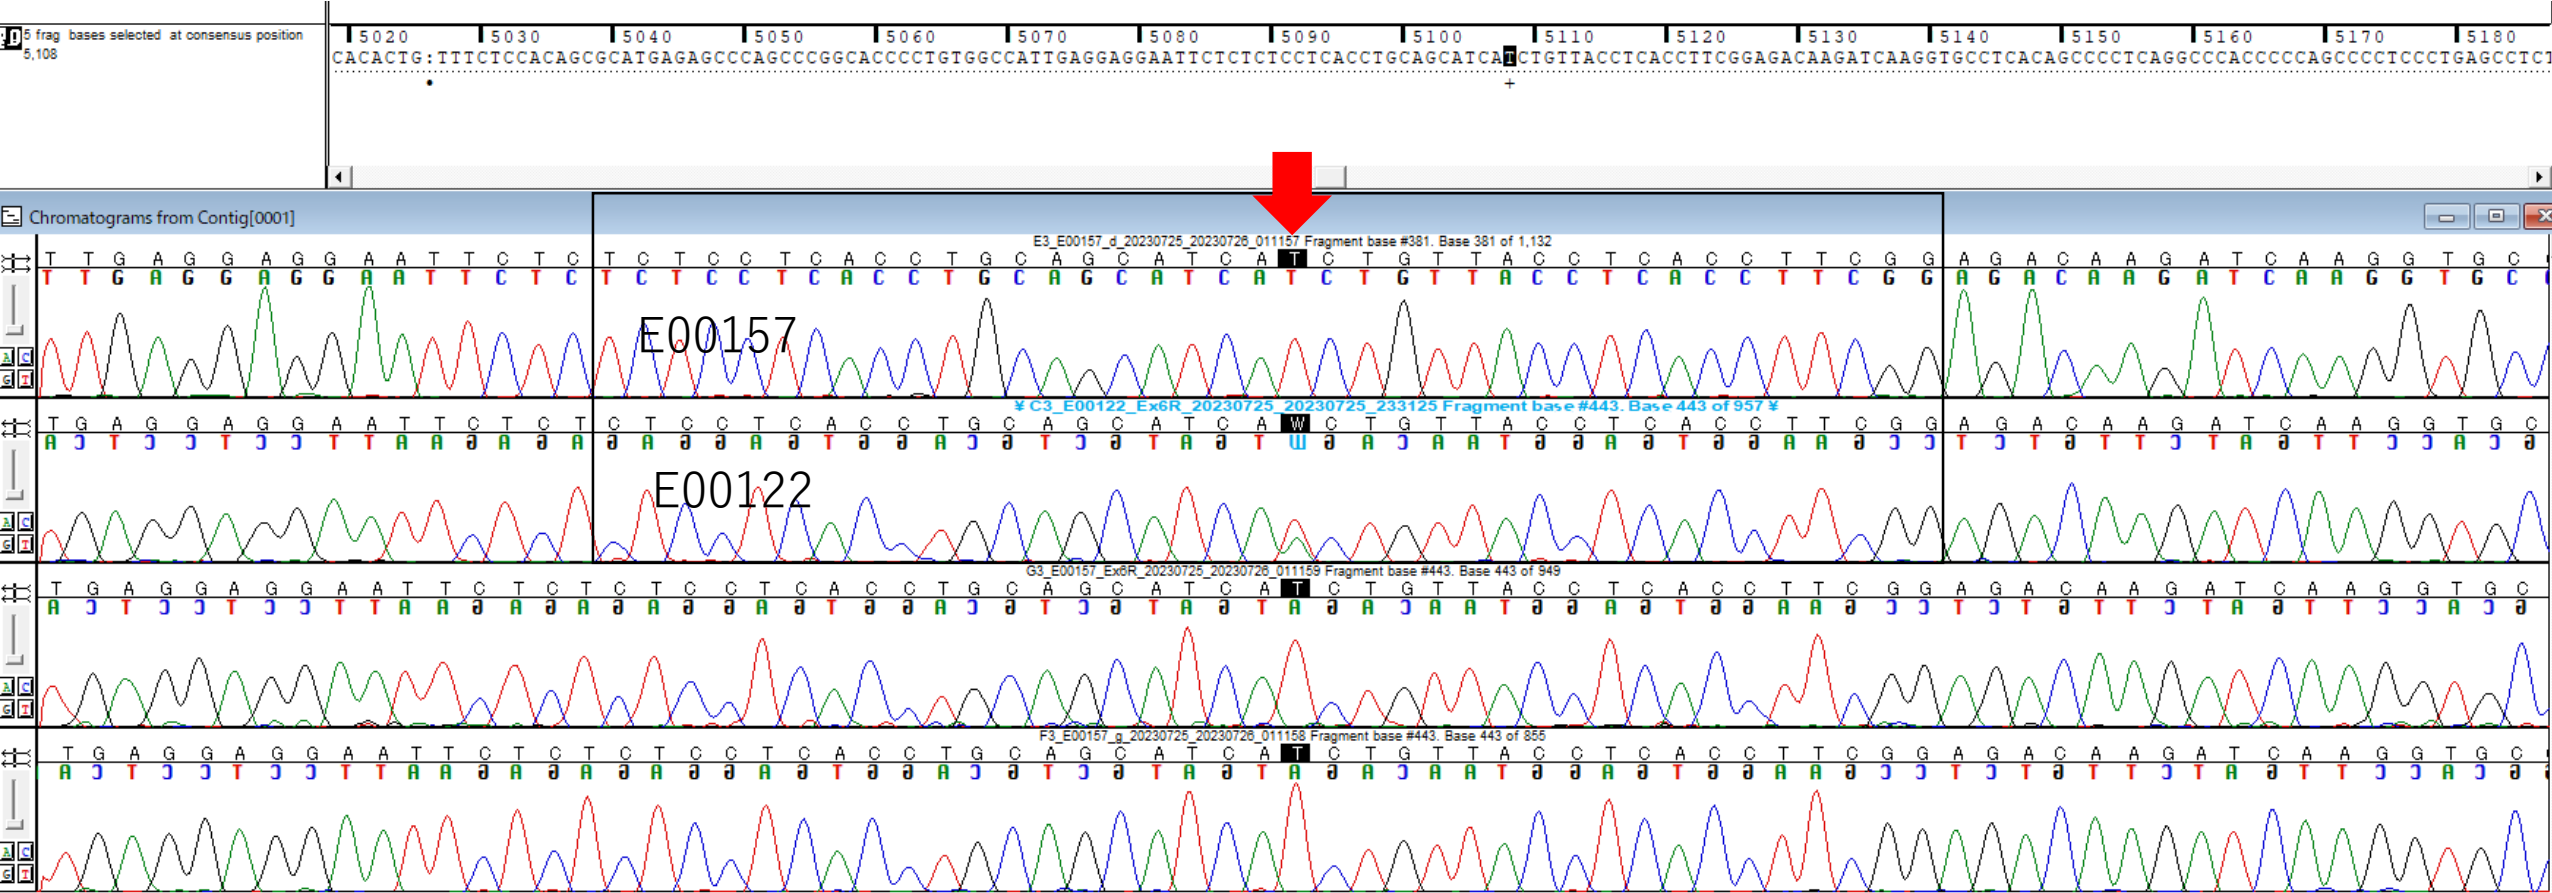 5 frag bases selected at consensus position
5,108
5020 5030 5040 5050 5060 5070 5080 5090 5100 5110 5120 5130 5140 5150 5160 5170 5180
CACACTG:TTTCTCCACAGCGCATGAGAGCCCAGCCCGGCACCCCTGTGGCCATTGAGGAGGAATTCTCTCTCCTCACCTGCAGCATCATCTGTTACCTCACCTTCGGAGACAAGATCAAGGTGCCTCACAGCCCCTCAGGCCCACCCCCAGCCCCTCCCTGAGCCTCT
+
Chromatograms from Contig[0001]
E3_E00157_d_20230725_20230726_011157 Fragment base #381. Base 381 of 1,132
T T G A G G A G G A A T T C T C T C T C C T C A C C T G C A G C A T C A T C T G T T A C C T C A C C T T C G G A G A C A A G A T C A A G G T G C
T T G A G G A G G A A T T C T C T C T C C T C A C C T G C A G C A T C A T C T G T T A C C T C A C C T T C G G A G A C A A G A T C A A G G T G C
E00157
A C
G T
¥ C3_E00122_Ex6R_20230725_20230725_233125 Fragment base #443. Base 443 of 957 ¥
T G A G G A G G A A T T C T C T C T C C T C A C C T G C A G C A T C A W C T G T T A C C T C A C C T T C G G A G A C A A G A T C A A G G T G C
A C T C C T C C T T A A G A G A G A G G A G T G G A C G T C G T A G T W G A C A A T G G A G T G G A A G C C T C T G T T C T A G T T C C A C G
E00122
A C
G T
G3_E00157_Ex6R_20230725_20230726_011159 Fragment base #443. Base 443 of 949
T G A G G A G G A A T T C T C T C T C C T C A C C T G C A G C A T C A T C T G T T A C C T C A C C T T C G G A G A C A A G A T C A A G G T G C
A C T C C T C C T T A A G A G A G A G G A G T G G A C G T C G T A G T A G A C A A T G G A G T G G A A G C C T C T G T T C T A G T T C C A C G
A C
G T
F3_E00157_g_20230725_20230726_011158 Fragment base #443. Base 443 of 855
T G A G G A G G A A T T C T C T C T C C T C A C C T G C A G C A T C A T C T G T T A C C T C A C C T T C G G A G A C A A G A T C A A G G T G C
A C T C C T C C T T A A G A G A G A G G A G T G G A C G T C G T A G T A G A C A A T G G A G T G G A A G C C T C T G T T C T A G T T C C A C G
A C
G T